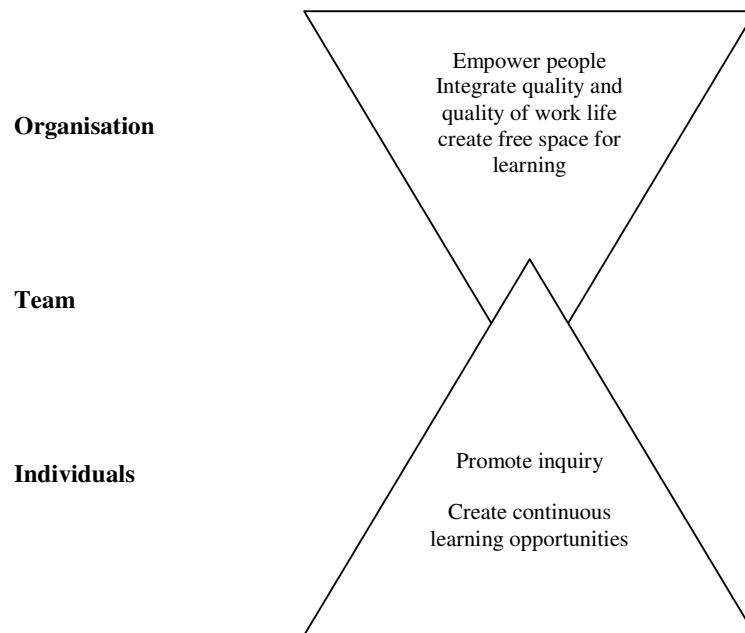 Empower people
Integrate quality and
quality of work life
create free space for
learning
Organisation
Team
Individuals
Promote inquiry
Create continuous
learning opportunities